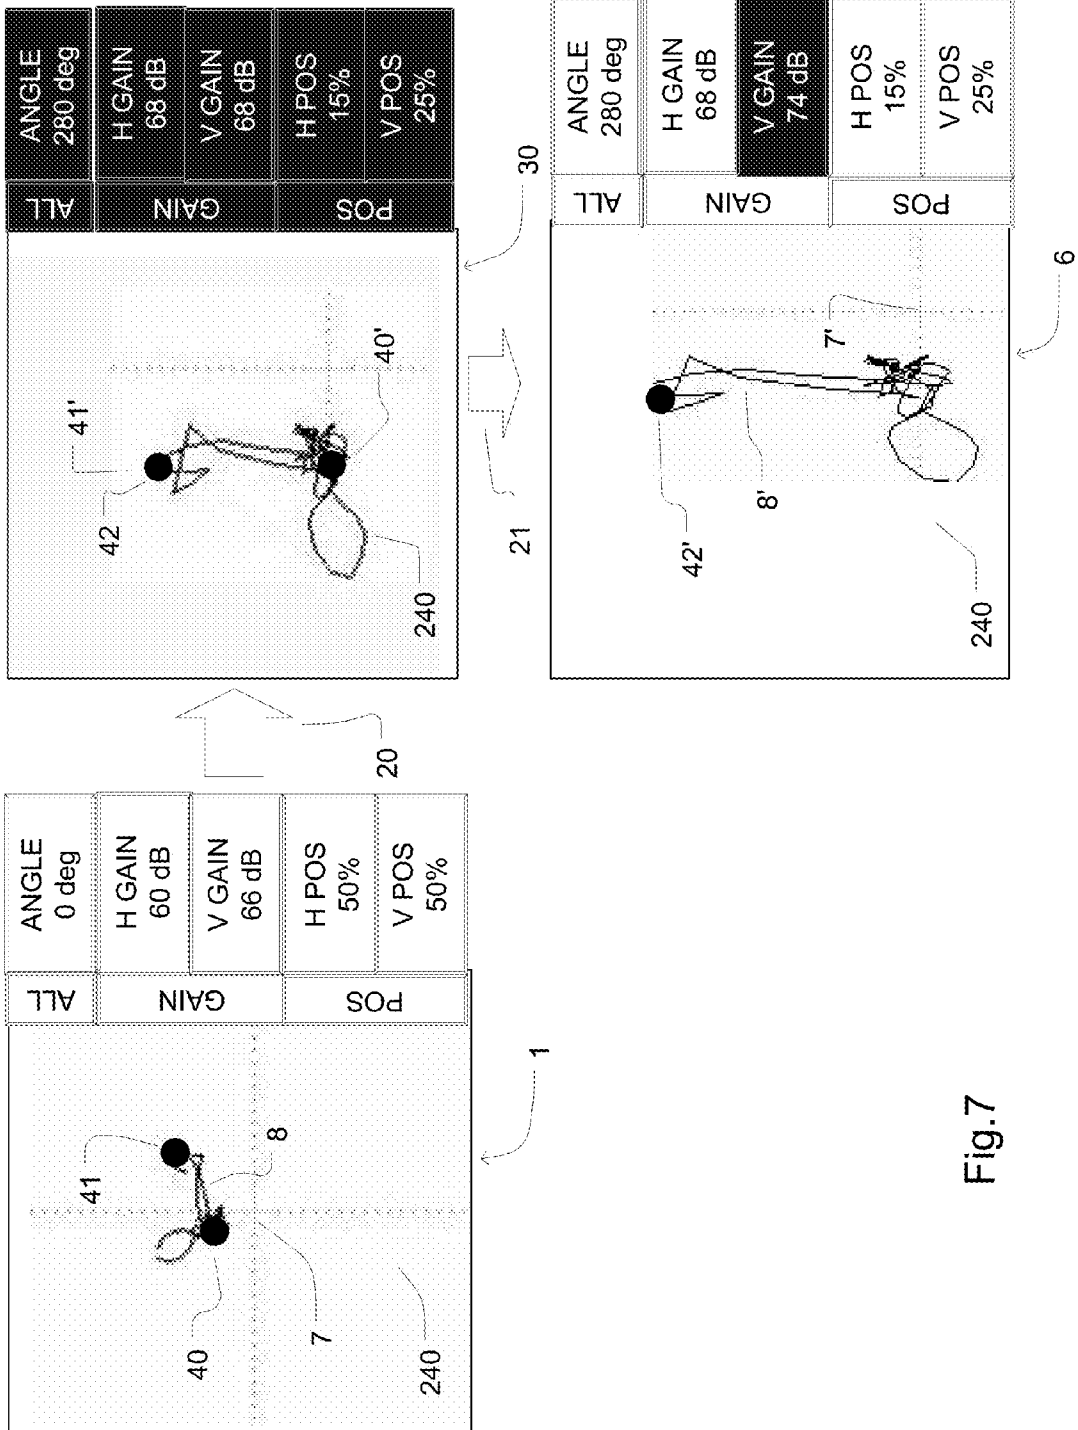 41
8
40
7
240
1
ALL
ANGLE
0 deg
GAIN
H GAIN
60 dB
V GAIN
66 dB
POS
H POS
50%
V POS
50%
20
41'
42
40'
240
30
ALL
ANGLE
280 deg
GAIN
H GAIN
68 dB
V GAIN
68 dB
POS
H POS
15%
V POS
25%
21
42'
8'
7'
240
6
ALL
ANGLE
280 deg
GAIN
H GAIN
68 dB
V GAIN
74 dB
POS
H POS
15%
V POS
25%
Fig.7